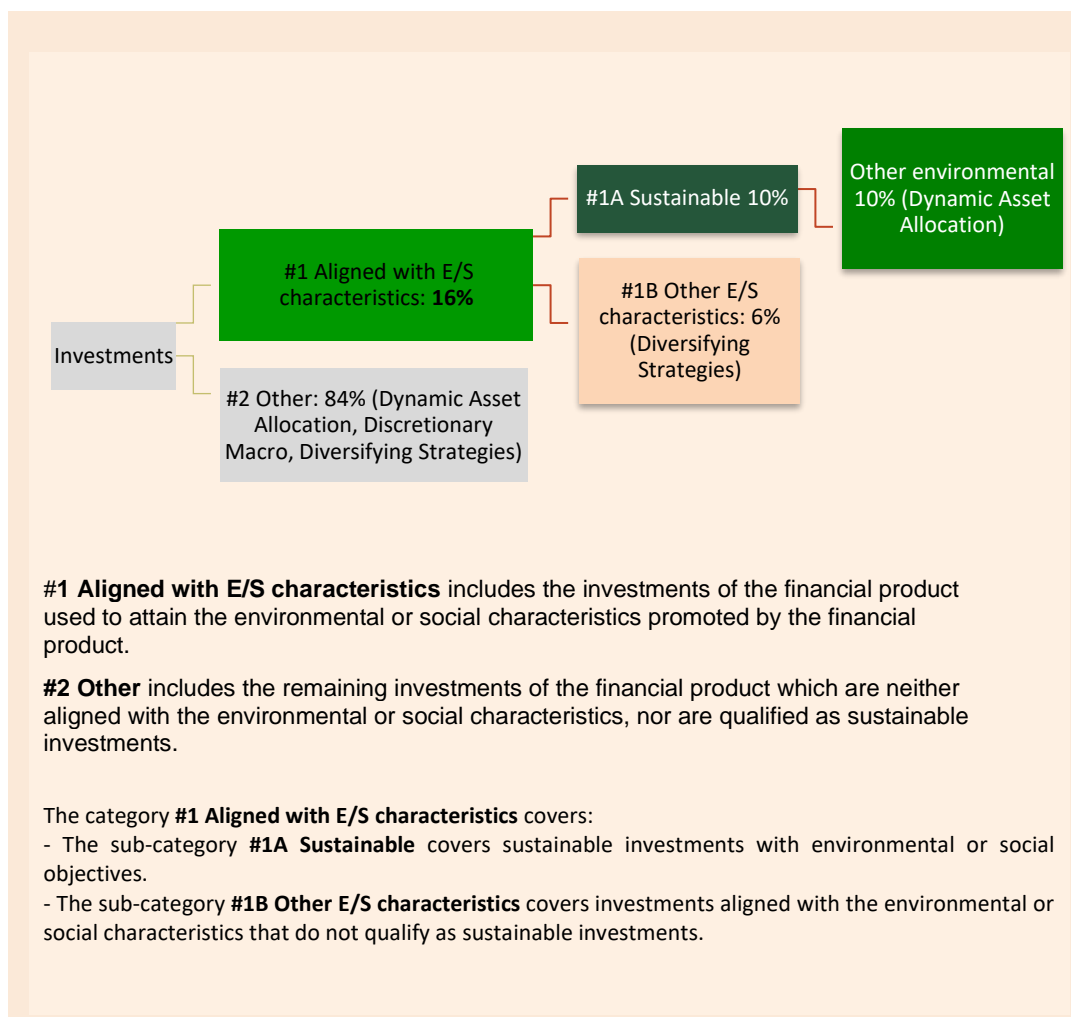 Other environmental
10% (Dynamic Asset
Allocation)
#1A Sustainable 10%
#1 Aligned with E/S
characteristics: 16%
#1B Other E/S
characteristics: 6%
(Diversifying
Strategies)
Investments
#2 Other: 84% (Dynamic Asset
Allocation, Discretionary
Macro, Diversifying Strategies)
#1 Aligned with E/S characteristics includes the investments of the financial product
used to attain the environmental or social characteristics promoted by the financial
product.
#2 Other includes the remaining investments of the financial product which are neither
aligned with the environmental or social characteristics, nor are qualified as sustainable
investments.
The category #1 Aligned with E/S characteristics covers:
- The sub-category #1A Sustainable covers sustainable investments with environmental or social
objectives.
- The sub-category #1B Other E/S characteristics covers investments aligned with the environmental or
social characteristics that do not qualify as sustainable investments.